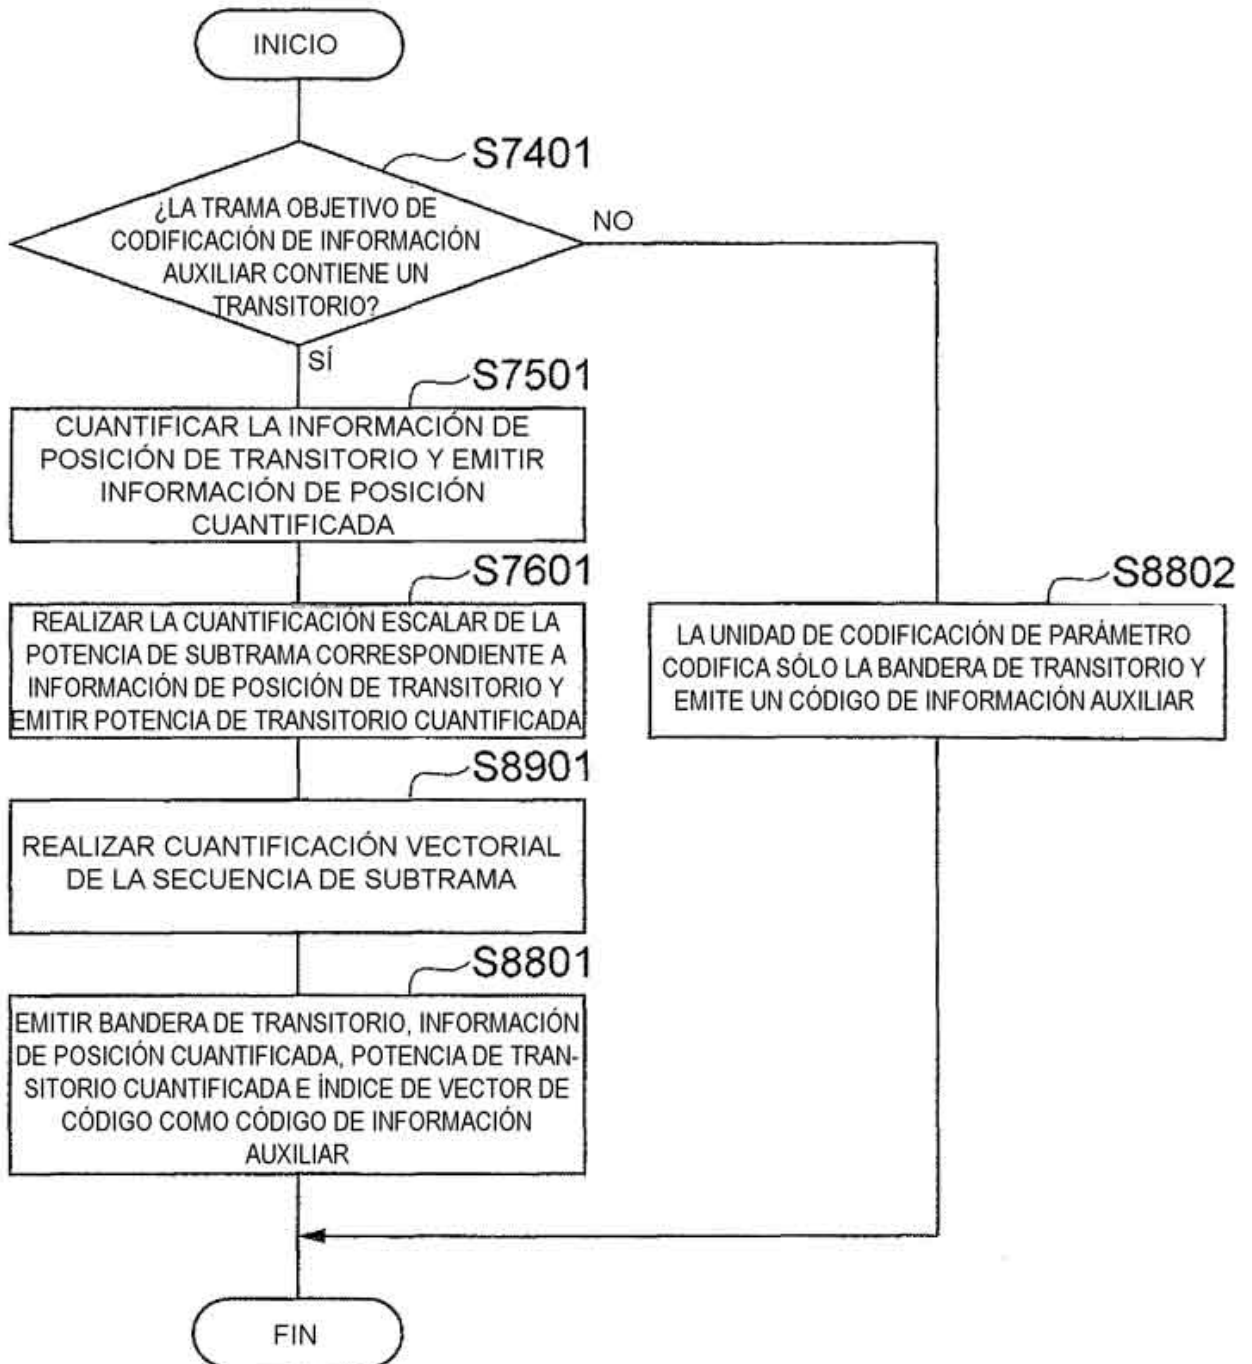 INICIO
S7401
¿LA TRAMA OBJETIVO DE
CODIFICACIÓN DE INFORMACIÓN
AUXILIAR CONTIENE UN
TRANSITORIO?
NO
SÍ
S7501
CUANTIFICAR LA INFORMACIÓN DE
POSICIÓN DE TRANSITORIO Y EMITIR
INFORMACIÓN DE POSICIÓN
CUANTIFICADA
S7601
REALIZAR LA CUANTIFICACIÓN ESCALAR DE LA
POTENCIA DE SUBTRAMA CORRESPONDIENTE A
INFORMACIÓN DE POSICIÓN DE TRANSITORIO Y
EMITIR POTENCIA DE TRANSITORIO CUANTIFICADA
S8802
LA UNIDAD DE CODIFICACIÓN DE PARÁMETRO
CODIFICA SÓLO LA BANDERA DE TRANSITORIO Y
EMITE UN CÓDIGO DE INFORMACIÓN AUXILIAR
S8901
REALIZAR CUANTIFICACIÓN VECTORIAL
DE LA SECUENCIA DE SUBTRAMA
S8801
EMITIR BANDERA DE TRANSITORIO, INFORMACIÓN
DE POSICIÓN CUANTIFICADA, POTENCIA DE TRAN-
SITORIO CUANTIFICADA E ÍNDICE DE VECTOR DE
CÓDIGO COMO CÓDIGO DE INFORMACIÓN
AUXILIAR
FIN